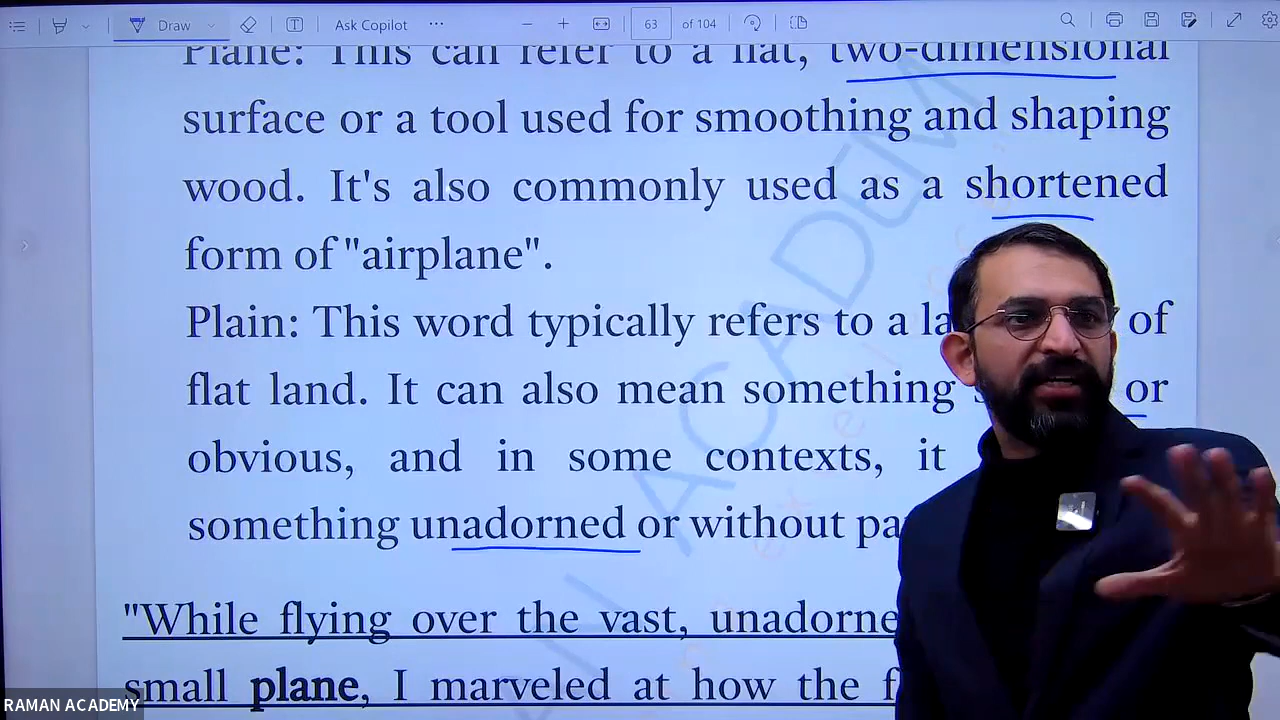 Draw Ask Copilot 63 of 104
Plane: This can refer to a flat, two-dimensional
surface or a tool used for smoothing and shaping
wood. It's also commonly used as a shortened
form of "airplane".
Plain: This word typically refers to a of
flat land. It can also mean something or
obvious, and in some contexts, it
something unadorned or without
"While flying over the vast,
small plane, I marveled at how the
RAMAN ACADEMY
ACADEMY